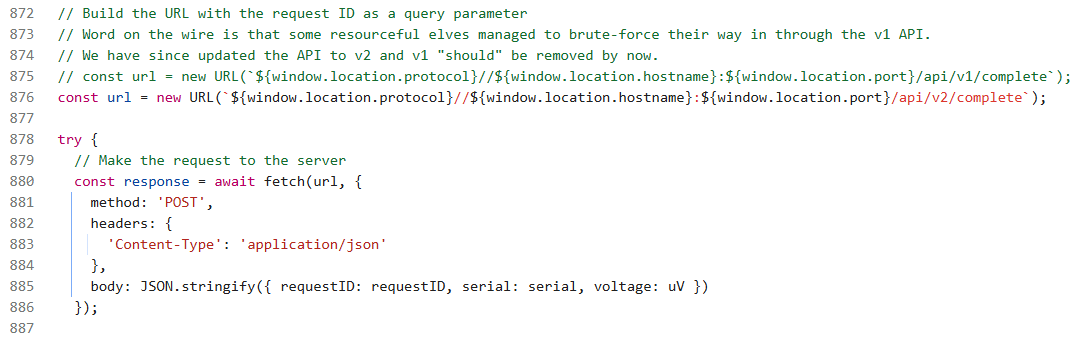 872 // Build the URL with the request ID as a query parameter
873 // Word on the wire is that some resourceful elves managed to brute-force their way in through the v1 API.
874 // We have since updated the API to v2 and v1 "should" be removed by now.
875 // const url = new URL(`${window.location.protocol}//${window.location.hostname}:${window.location.port}/api/v1/complete`);
876 const url = new URL(`${window.location.protocol}//${window.location.hostname}:${window.location.port}/api/v2/complete`);
877
878 try {
879   // Make the request to the server
880   const response = await fetch(url, {
881     method: 'POST',
882     headers: {
883       'Content-Type': 'application/json'
884     },
885     body: JSON.stringify({ requestID: requestID, serial: serial, voltage: uV })
886   });
887